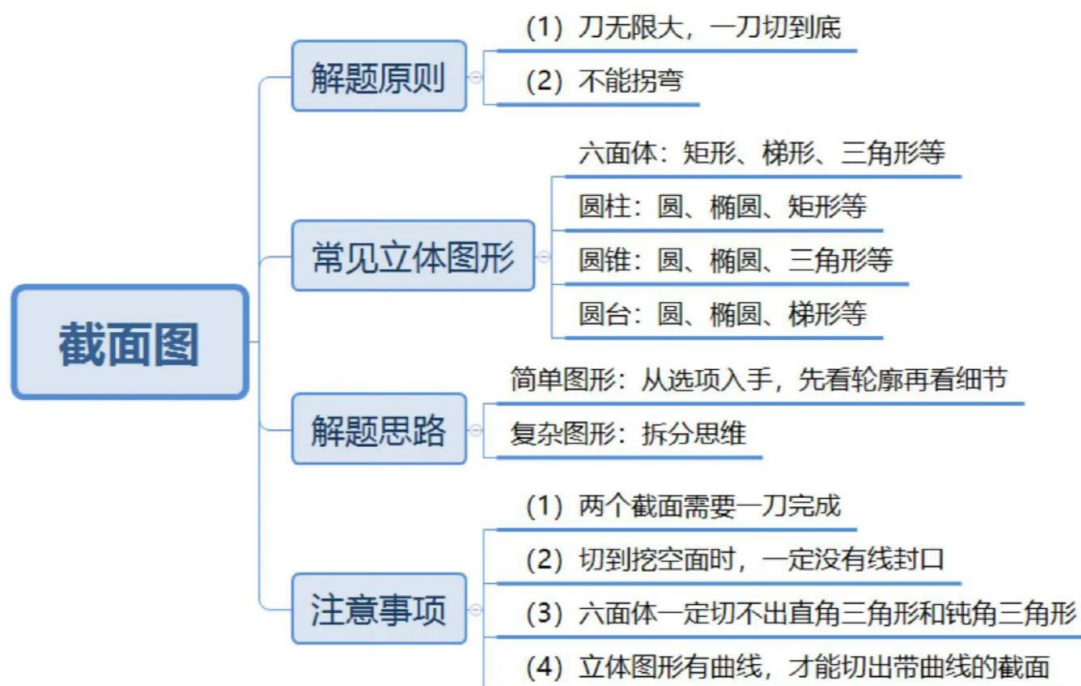 截面图
解题原则
（1）刀无限大，一刀切到底
（2）不能拐弯
常见立体图形
六面体：矩形、梯形、三角形等
圆柱：圆、椭圆、矩形等
圆锥：圆、椭圆、三角形等
圆台：圆、椭圆、梯形等
解题思路
简单图形：从选项入手，先看轮廓再看细节
复杂图形：拆分思维
注意事项
（1）两个截面需要一刀完成
（2）切到挖空面时，一定没有线封口
（3）六面体一定切不出直角三角形和钝角三角形
（4）立体图形有曲线，才能切出带曲线的截面